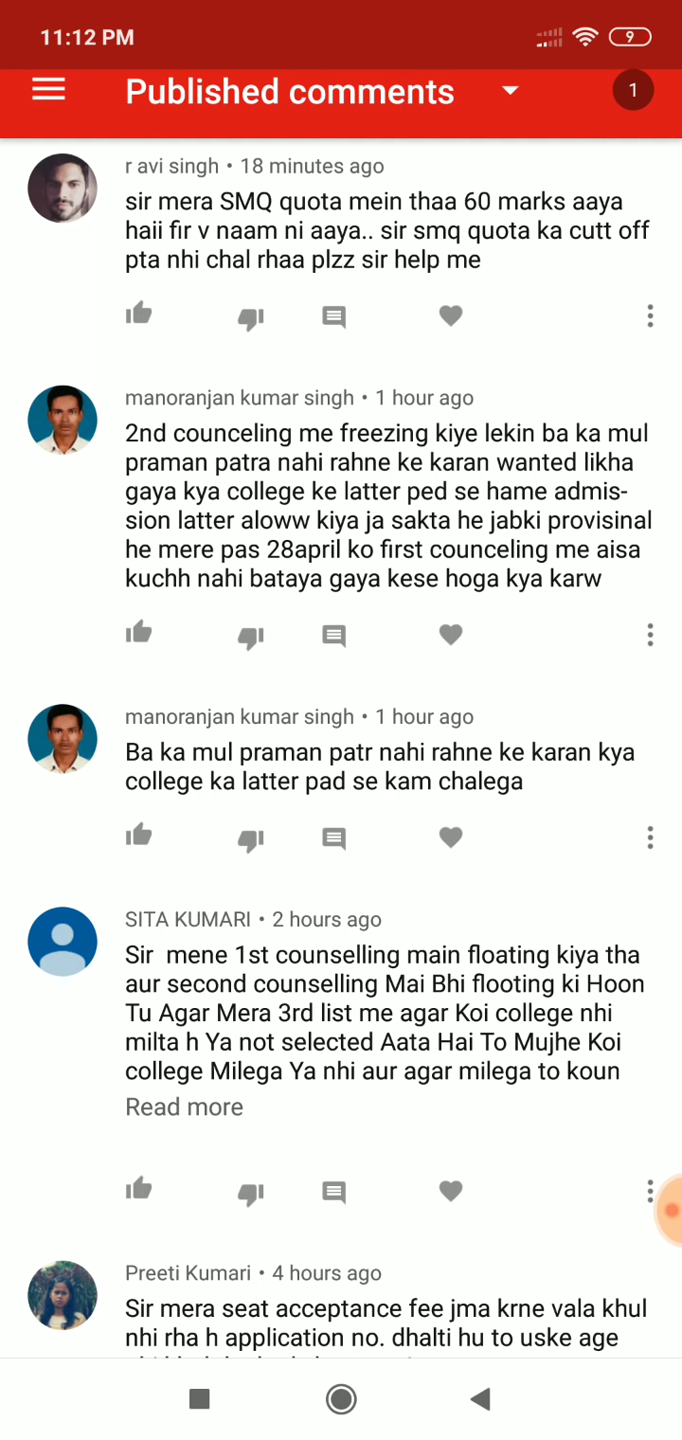 11:12 PM
9
Published comments
1
r avi singh • 18 minutes ago
sir mera SMQ quota mein thaa 60 marks aaya
haii fir v naam ni aaya.. sir smq quota ka cutt off
pta nhi chal rhaa plzz sir help me
manoranjan kumar singh • 1 hour ago
2nd counceling me freezing kiye lekin ba ka mul
praman patra nahi rahne ke karan wanted likha
gaya kya college ke latter ped se hame admis-
sion latter aloww kiya ja sakta he jabki provisinal
he mere pas 28april ko first counceling me aisa
kuchh nahi bataya gaya kese hoga kya karw
manoranjan kumar singh • 1 hour ago
Ba ka mul praman patr nahi rahne ke karan kya
college ka latter pad se kam chalega
SITA KUMARI • 2 hours ago
Sir mene 1st counselling main floating kiya tha
aur second counselling Mai Bhi flooting ki Hoon
Tu Agar Mera 3rd list me agar Koi college nhi
milta h Ya not selected Aata Hai To Mujhe Koi
college Milega Ya nhi aur agar milega to koun
Read more
Preeti Kumari • 4 hours ago
Sir mera seat acceptance fee jma krne vala khul
nhi rha h application no. dhalti hu to uske age